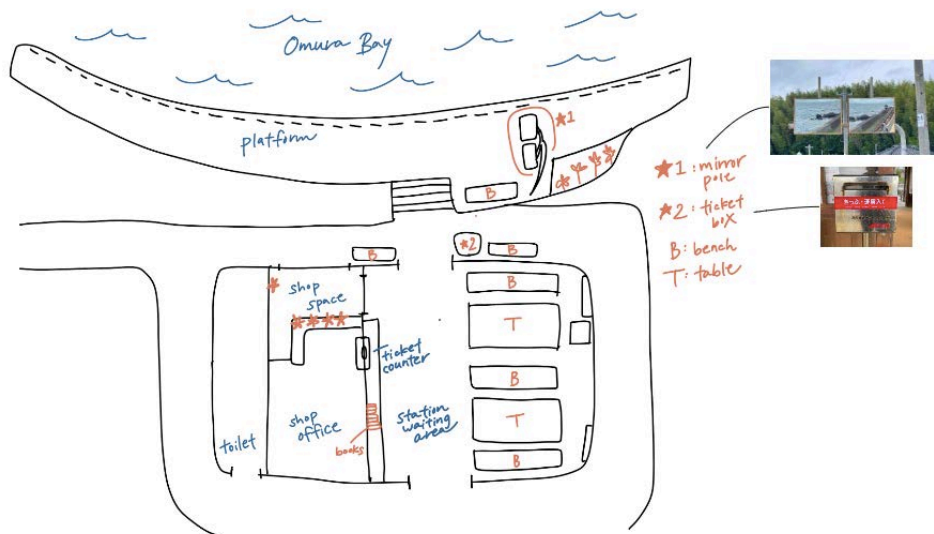 Omura Bay
platform
★1
B
★1 : mirror
pole
★2 : ticket
box
B : bench
T : table
B
★2
B
shop
space
ticket
counter
shop
office
books
toilet
station
waiting
area
B
T
B
T
B